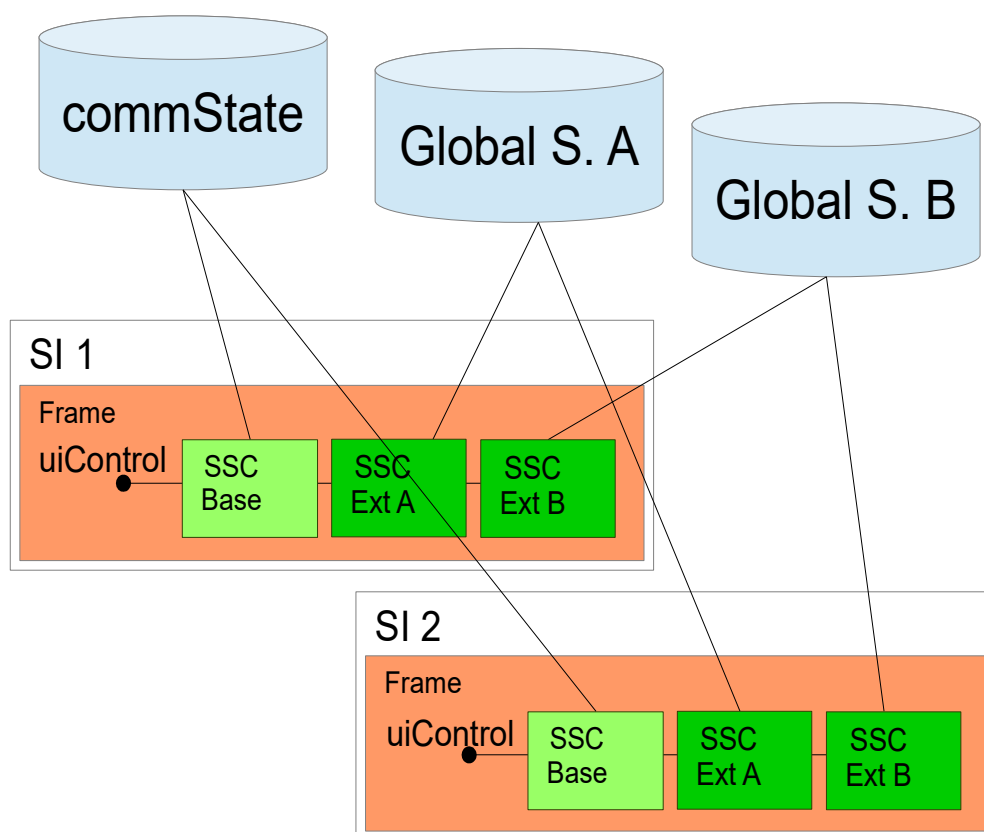 commState
Global S. A
Global S. B
SI 1
Frame
uiControl
SSC
Base
SSC
Ext A
SSC
Ext B
SI 2
Frame
uiControl
SSC
Base
SSC
Ext A
SSC
Ext B